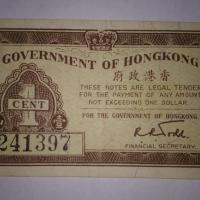 GOVERNMENT OF HONGKONG
香港政府
1
CENT
THESE NOTES ARE LEGAL TENDER
FOR THE PAYMENT OF ANY AMOUNT
NOT EXCEEDING ONE DOLLAR.
FOR THE GOVERNMENT OF HONGKONG
241397
FINANCIAL SECRETARY.